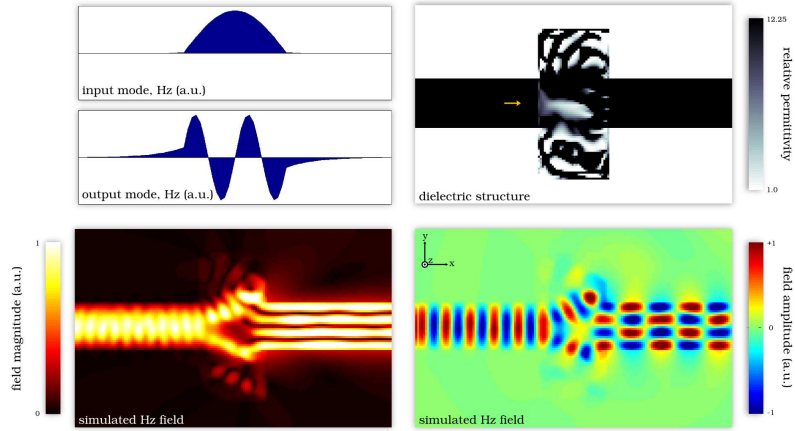 input mode, Hz (a.u.)
12.25
relative permittivity
1.0
output mode, Hz (a.u.)
dielectric structure
1
field magnitude (a.u.)
0
simulated Hz field
y
z
x
simulated Hz field
+1
0
-1
field amplitude (a.u.)